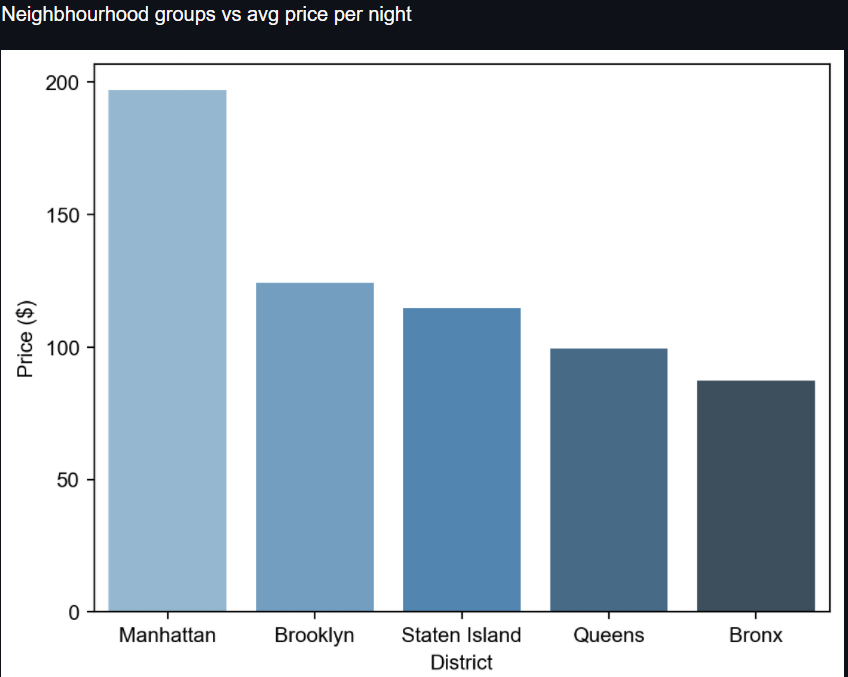 Neighbhourhood groups vs avg price per night
200
150
100
50
0
Price ($)
Manhattan Brooklyn Staten Island Queens Bronx
District